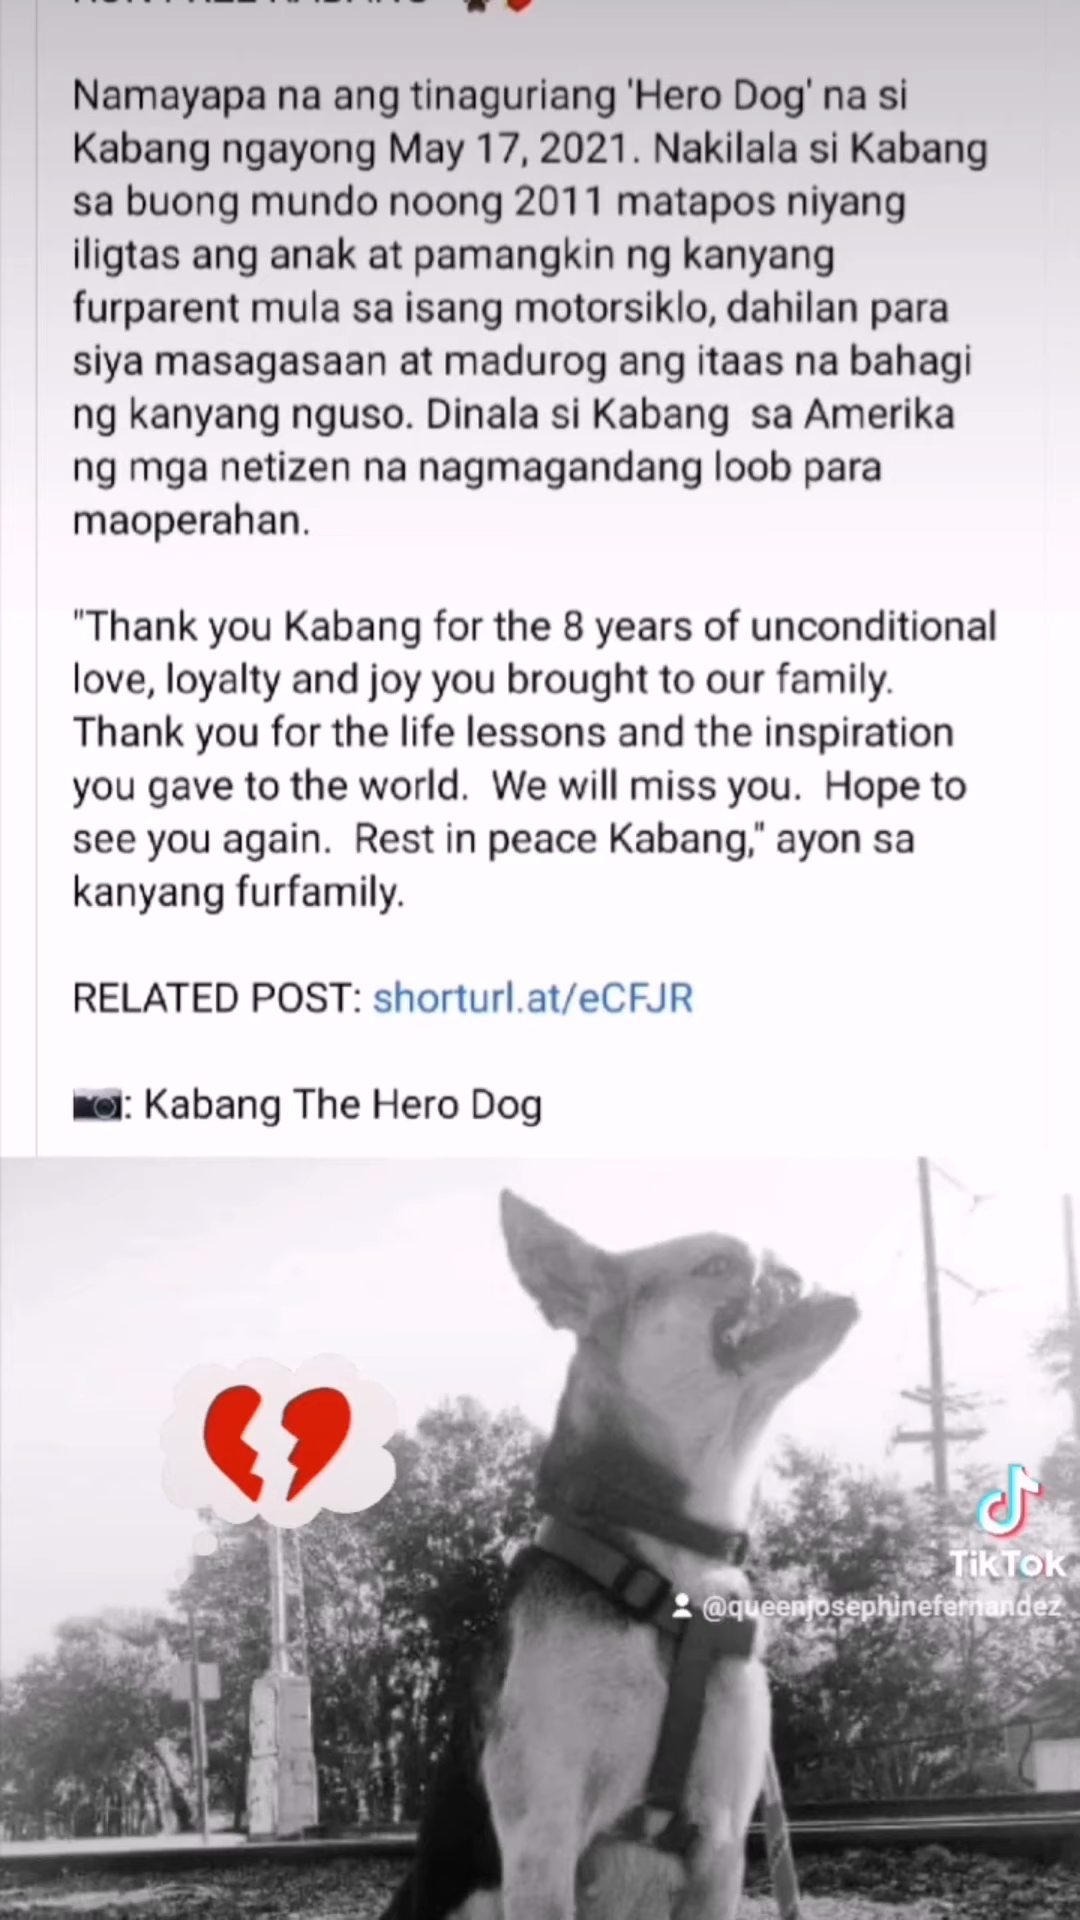 Namayapa na ang tinaguriang 'Hero Dog' na si
Kabang ngayong May 17, 2021. Nakilala si Kabang
sa buong mundo noong 2011 matapos niyang
iligtas ang anak at pamangkin ng kanyang
furparent mula sa isang motorsiklo, dahilan para
siya masagasaan at madurog ang itaas na bahagi
ng kanyang nguso. Dinala si Kabang  sa Amerika
ng mga netizen na nagmagandang loob para
maoperahan.
"Thank you Kabang for the 8 years of unconditional
love, loyalty and joy you brought to our family.
Thank you for the life lessons and the inspiration
you gave to the world.  We will miss you.  Hope to
see you again.  Rest in peace Kabang," ayon sa
kanyang furfamily.
RELATED POST: shorturl.at/eCFJR
📷: Kabang The Hero Dog
TikTok
@queenjosephinefernandez